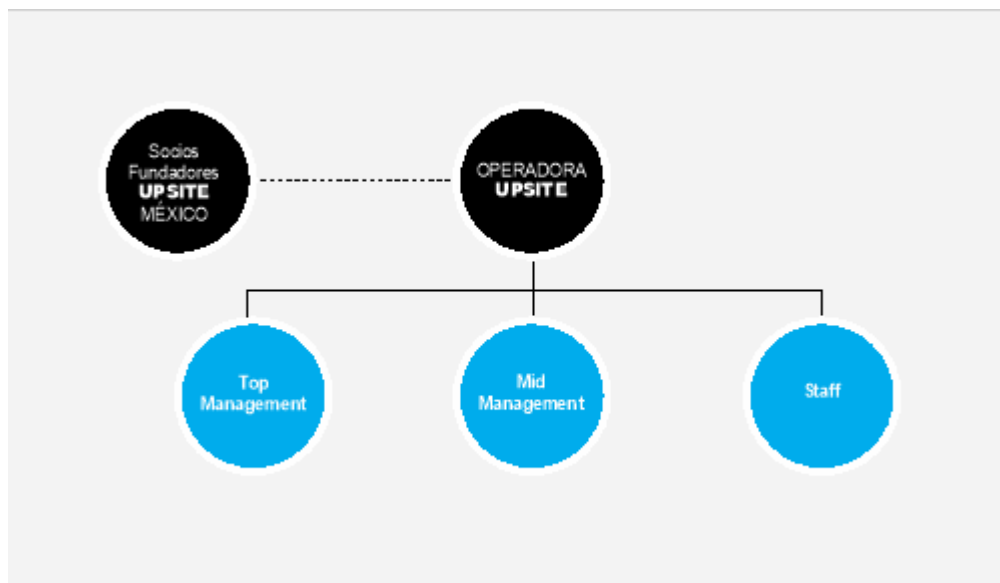 Socios
Fundadores
UPSITE
MÉXICO
OPERADORA
UPSITE
Top
Management
Mid
Management
Staff